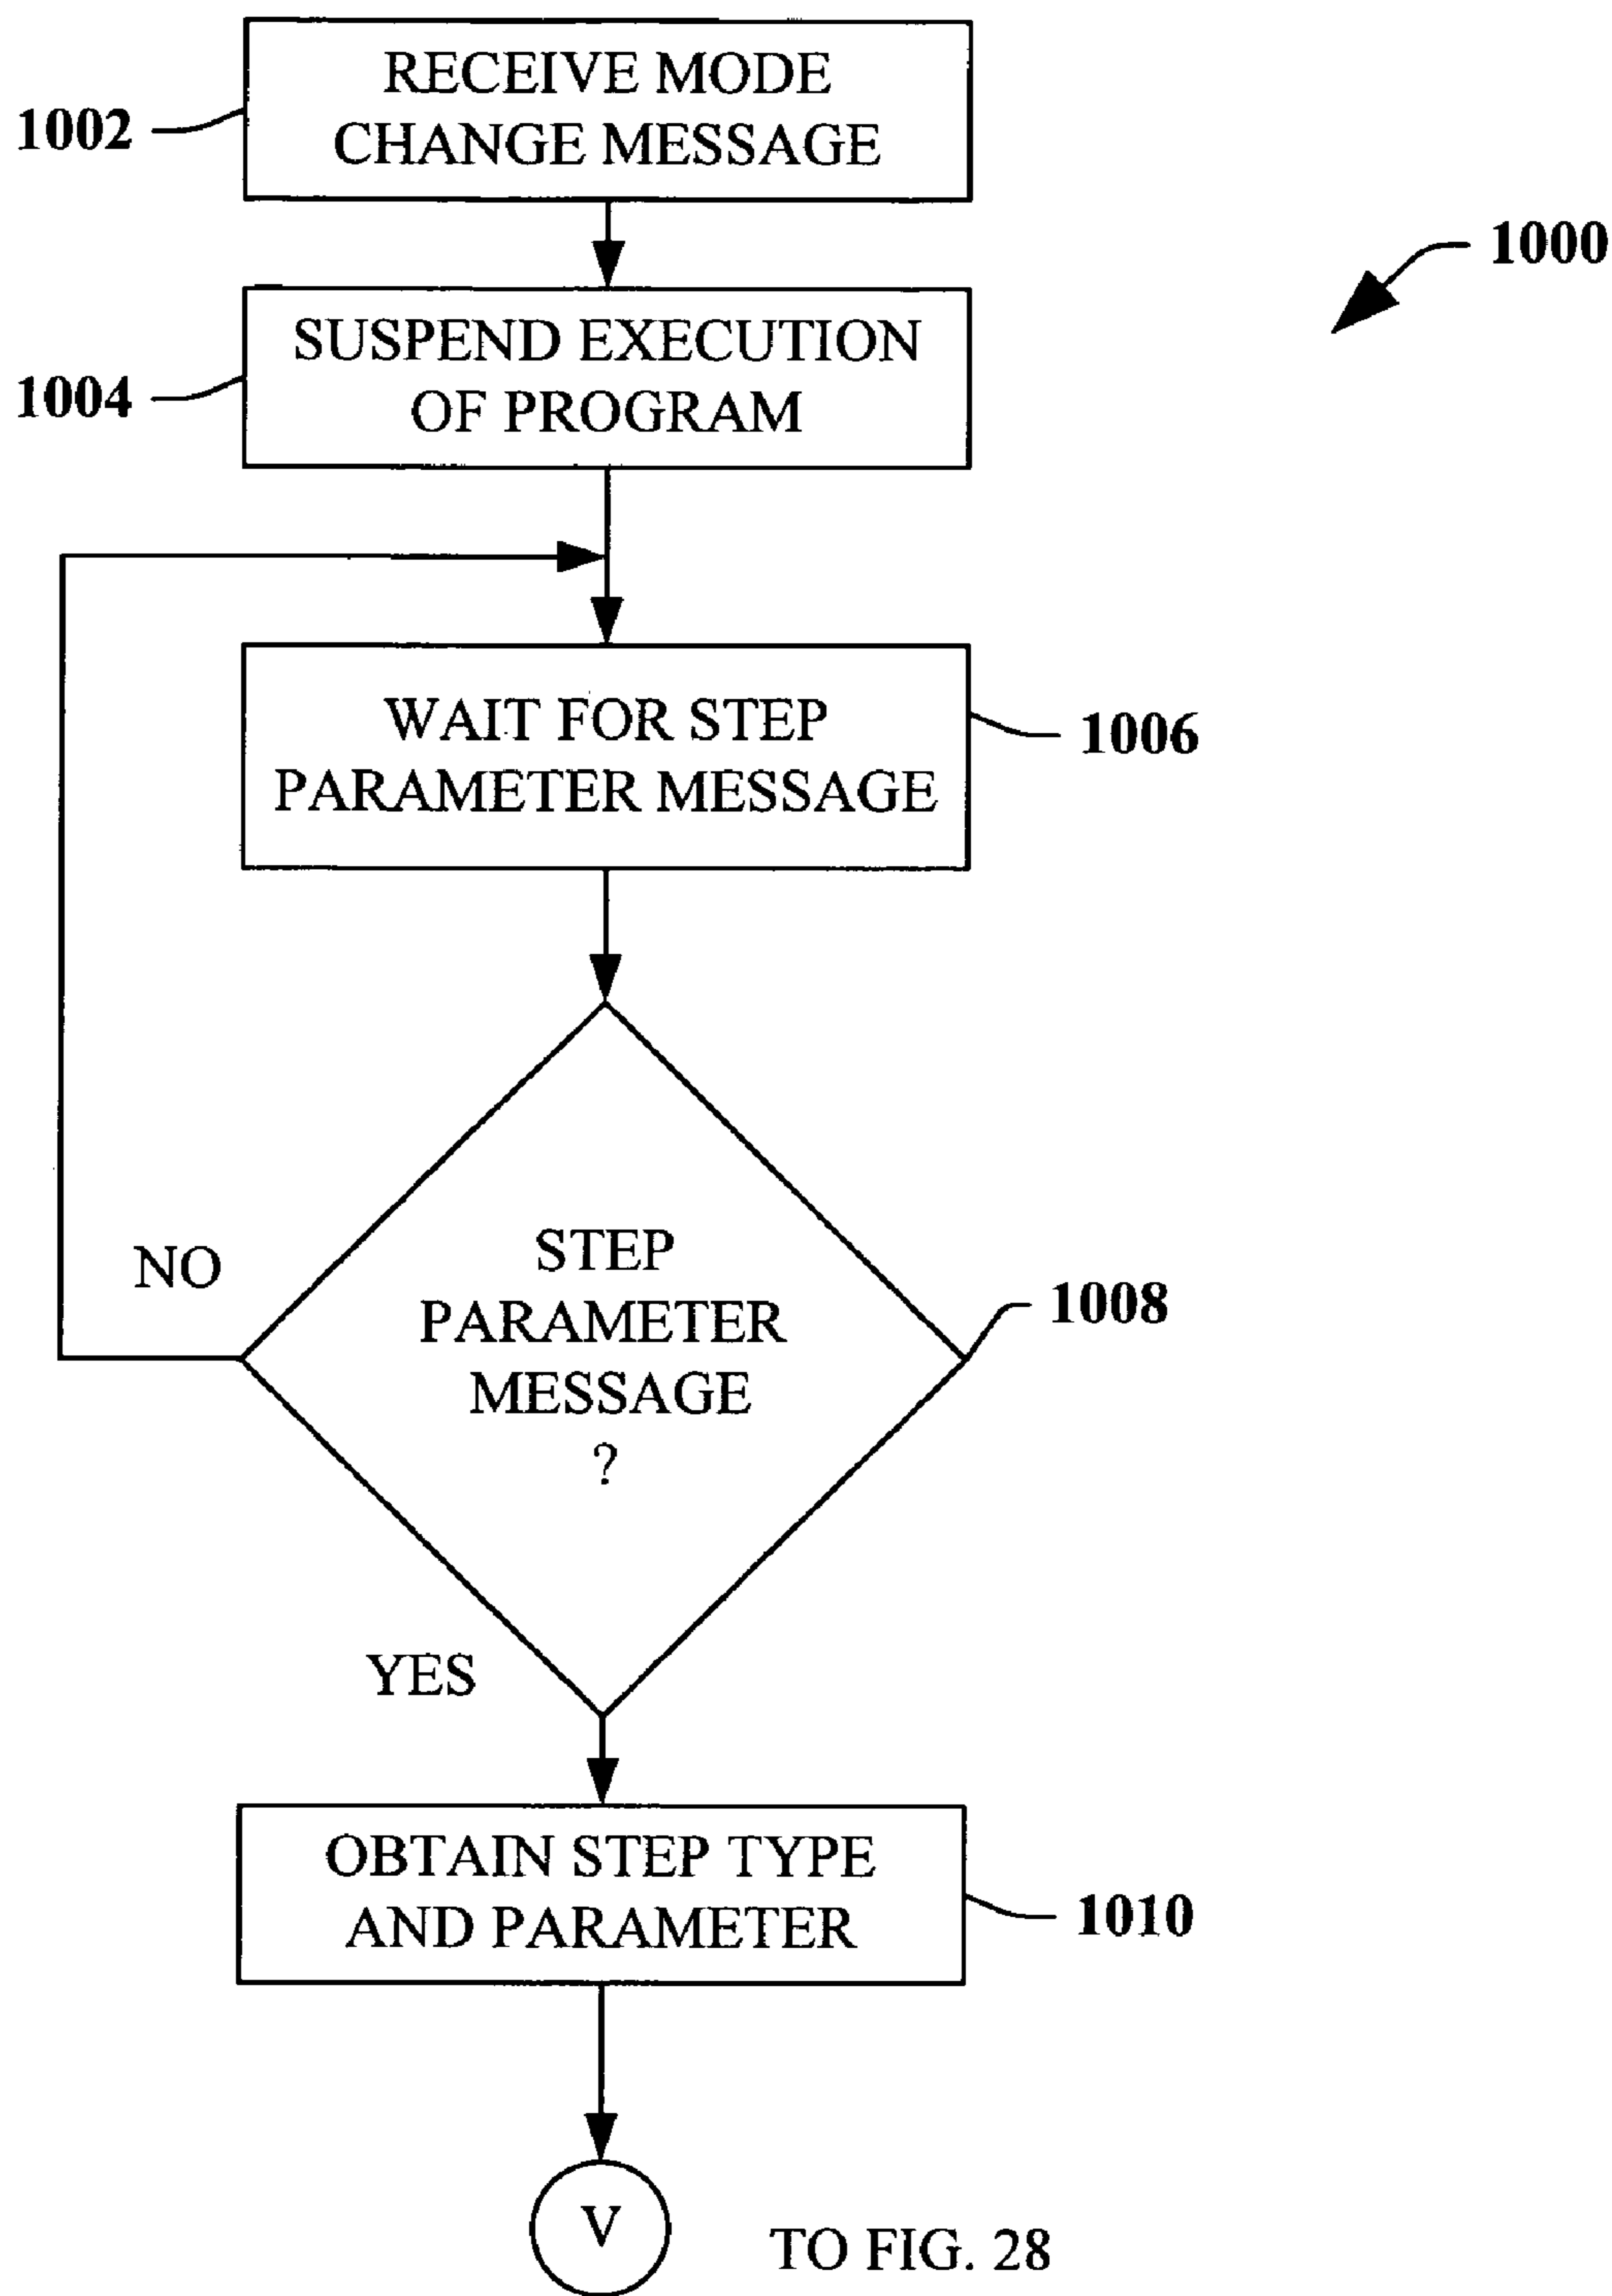 RECEIVE MODE
CHANGE MESSAGE
1002
1000
SUSPEND EXECUTION
OF PROGRAM
1004
WAIT FOR STEP
PARAMETER MESSAGE
1006
STEP
PARAMETER
MESSAGE
?
NO
1008
YES
OBTAIN STEP TYPE
AND PARAMETER
1010
V
TO FIG. 28